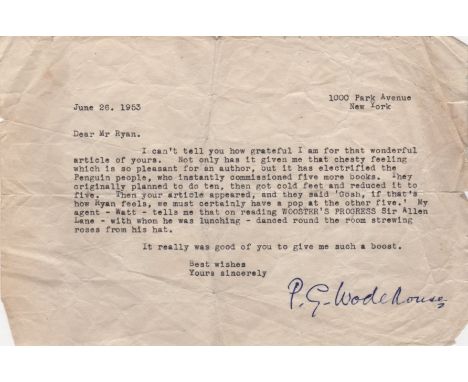 1000 Park Avenue
June 26. 1953
New York
Dear Mr Ryan.
I can't tell you how grateful I am for that wonderful
article of yours. Not only has it given me that chesty feeling
which is so pleasant for an author, but it has electrified the
Penguin people, who instantly commissioned five more books. They
originally planned to do ten, then got cold feet and reduced it to
five. Then your article appeared, and they said 'Gosh, if that's
how Ryan feels, we must certainly have a pop at the other five.' My
agent - Watt - tells me that on reading WOOSTER'S PROGRESS Sir Allen
Lane - with whom he was lunching - danced round the room strewing
roses from his hat.
It really was good of you to give me such a boost.
Best wishes
Yours sincerely
P. G. Wodehouse